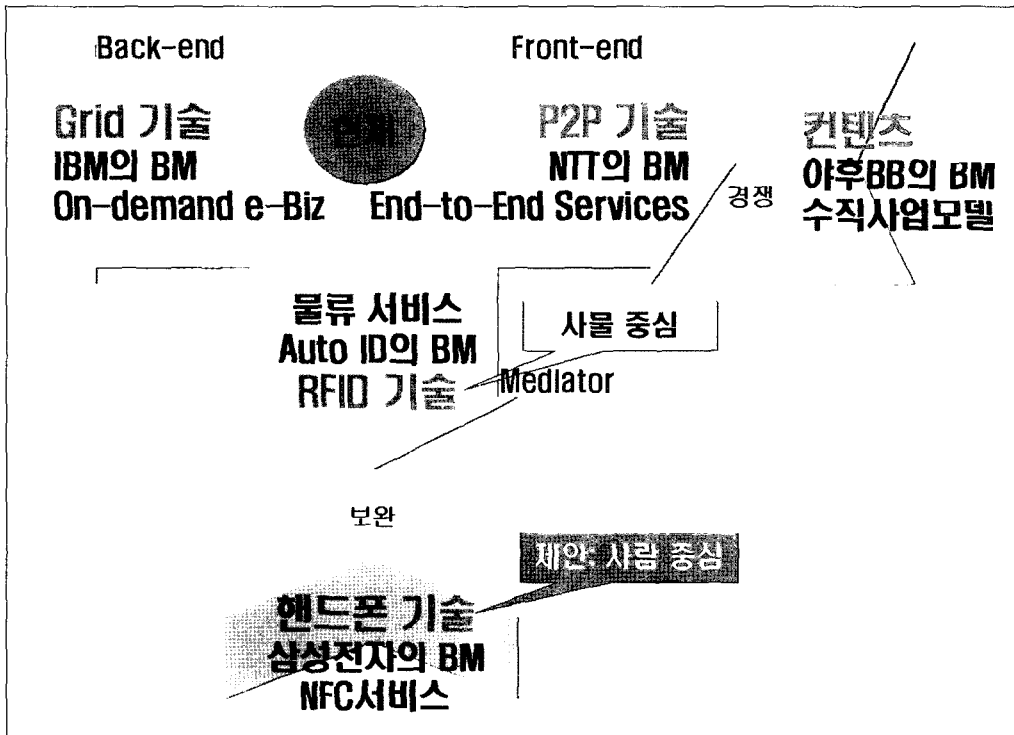 Back-end
Front-end
Grid 기술
IBM의 BM
On-demand e-Biz
P2P 기술
NTT의 BM
End-to-End Services
경쟁
컨텐츠
야후BB의 BM
수직사업모델
물류 서비스
Auto ID의 BM
RFID 기술
사물 중심
Mediator
보완
제안: 사람 중심
핸드폰 기술
삼성전자의 BM
NFC서비스